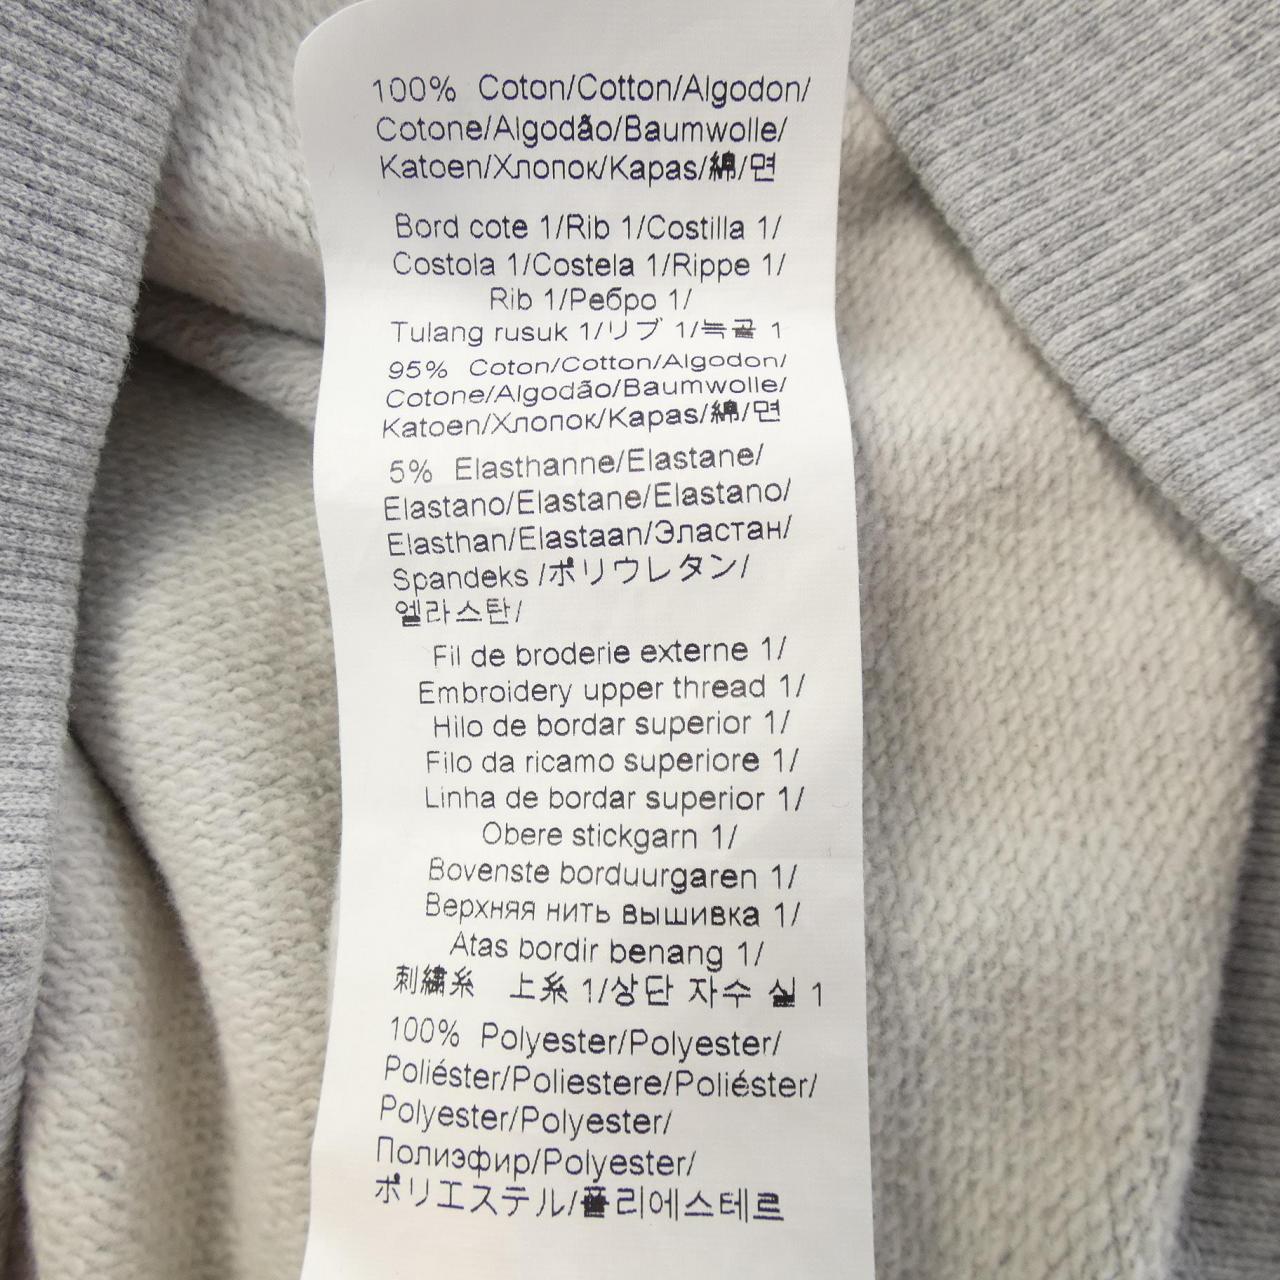 100% Coton/Cotton/Algodon/
Cotone/Algodão/Baumwolle/
Katoen/Хлопок/Kapas/綿/면
Bord cote 1/Rib 1/Costilla 1/
Costola 1/Costela 1/Rippe 1/
Rib 1/Ребро 1/
Tulang rusuk 1/リブ 1/늑골 1
95% Coton/Cotton/Algodon/
Cotone/Algodão/Baumwolle/
Katoen/Хлопок/Kapas/綿/면
5% Elasthanne/Elastane/
Elastano/Elastane/Elastano/
Elasthan/Elastaan/Эластан/
Spandeks /ポリウレタン/
엘라스탄/
Fil de broderie externe 1/
Embroidery upper thread 1/
Hilo de bordar superior 1/
Filo da ricamo superiore 1/
Linha de bordar superior 1/
Obere stickgarn 1/
Bovenste borduurgaren 1/
Верхняя нить вышивка 1/
Atas bordir benang 1/
刺繍糸 上糸 1/상단 자수 실 1
100% Polyester/Polyester/
Poliéster/Poliestere/Poliéster/
Polyester/Polyester/
Полиэфир/Polyester/
ポリエステル/폴리에스테르